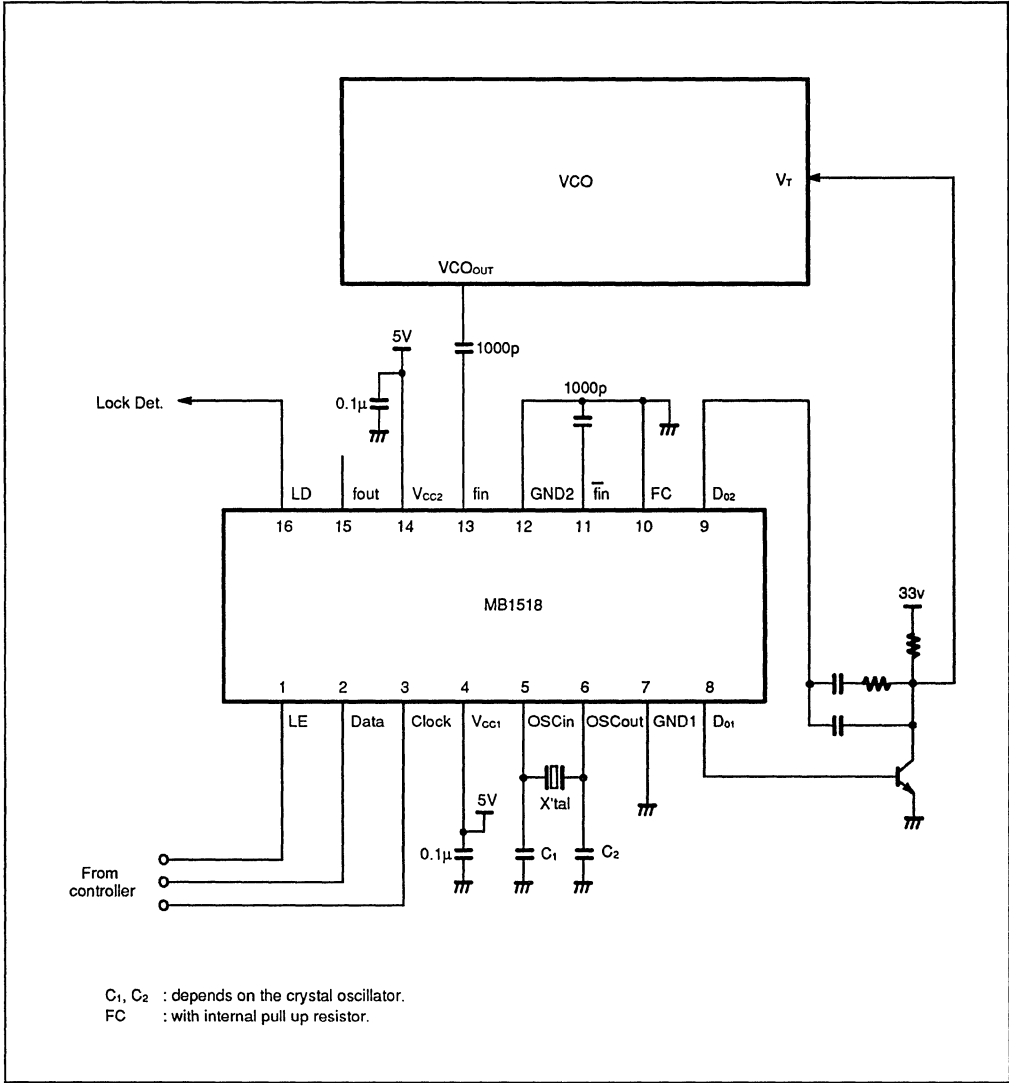 VCO
VT
VCOOUT
5V
1000p
0.1µ
1000p
Lock Det.
LD fout VCC2 fin GND2 f̅i̅n̅ FC D02
16 15 14 13 12 11 10 9
MB1518
33v
1 2 3 4 5 6 7 8
LE Data Clock VCC1 OSCin OSCout GND1 D01
X'tal
5V
0.1µ
C1
C2
From
controller
C1, C2 : depends on the crystal oscillator.
FC : with internal pull up resistor.